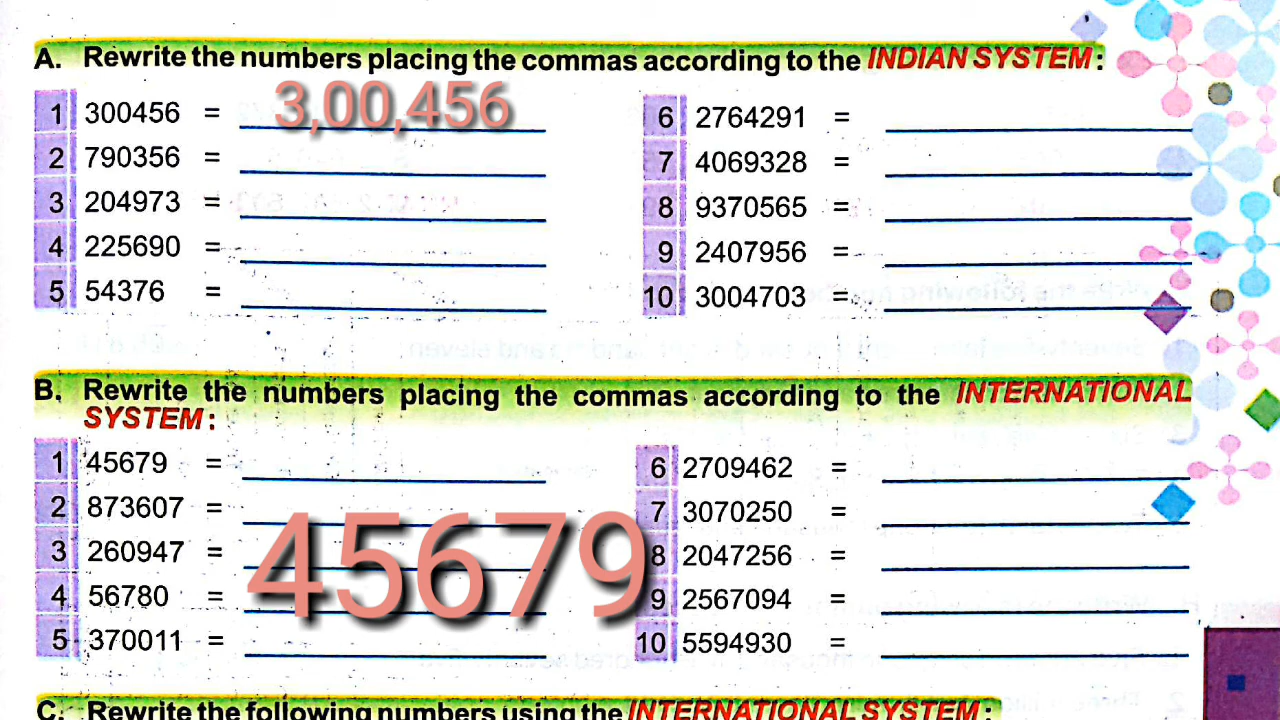 A. Rewrite the numbers placing the commas according to the INDIAN SYSTEM :
1 300456 = 3,00,456
2 790356 =
3 204973 =
4 225690 =
5 54376 =
6 2764291 =
7 4069328 =
8 9370565 =
9 2407956 =
10 3004703 =
B. Rewrite the numbers placing the commas according to the INTERNATIONAL
SYSTEM :
1 45679 =
2 873607 =
3 260947 =
4 56780 =
5 370011 =
45679
6 2709462 =
7 3070250 =
8 2047256 =
9 2567094 =
10 5594930 =
C. Rewrite the following numbers using the INTERNATIONAL SYSTEM :